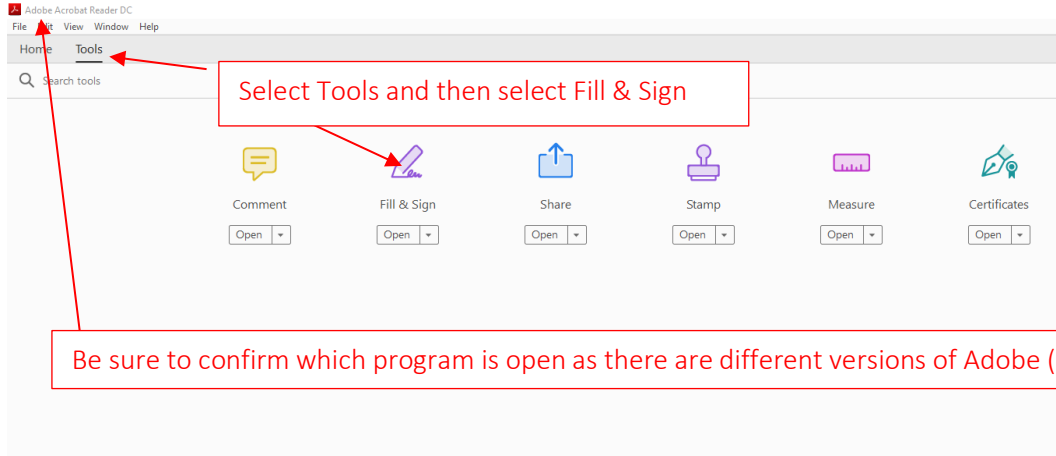 Adobe Acrobat Reader DC
File Edit View Window Help
Home Tools
Search tools
Select Tools and then select Fill & Sign
Comment Fill & Sign Share Stamp Measure Certificates
Open Open Open Open Open Open
Be sure to confirm which program is open as there are different versions of Adobe (